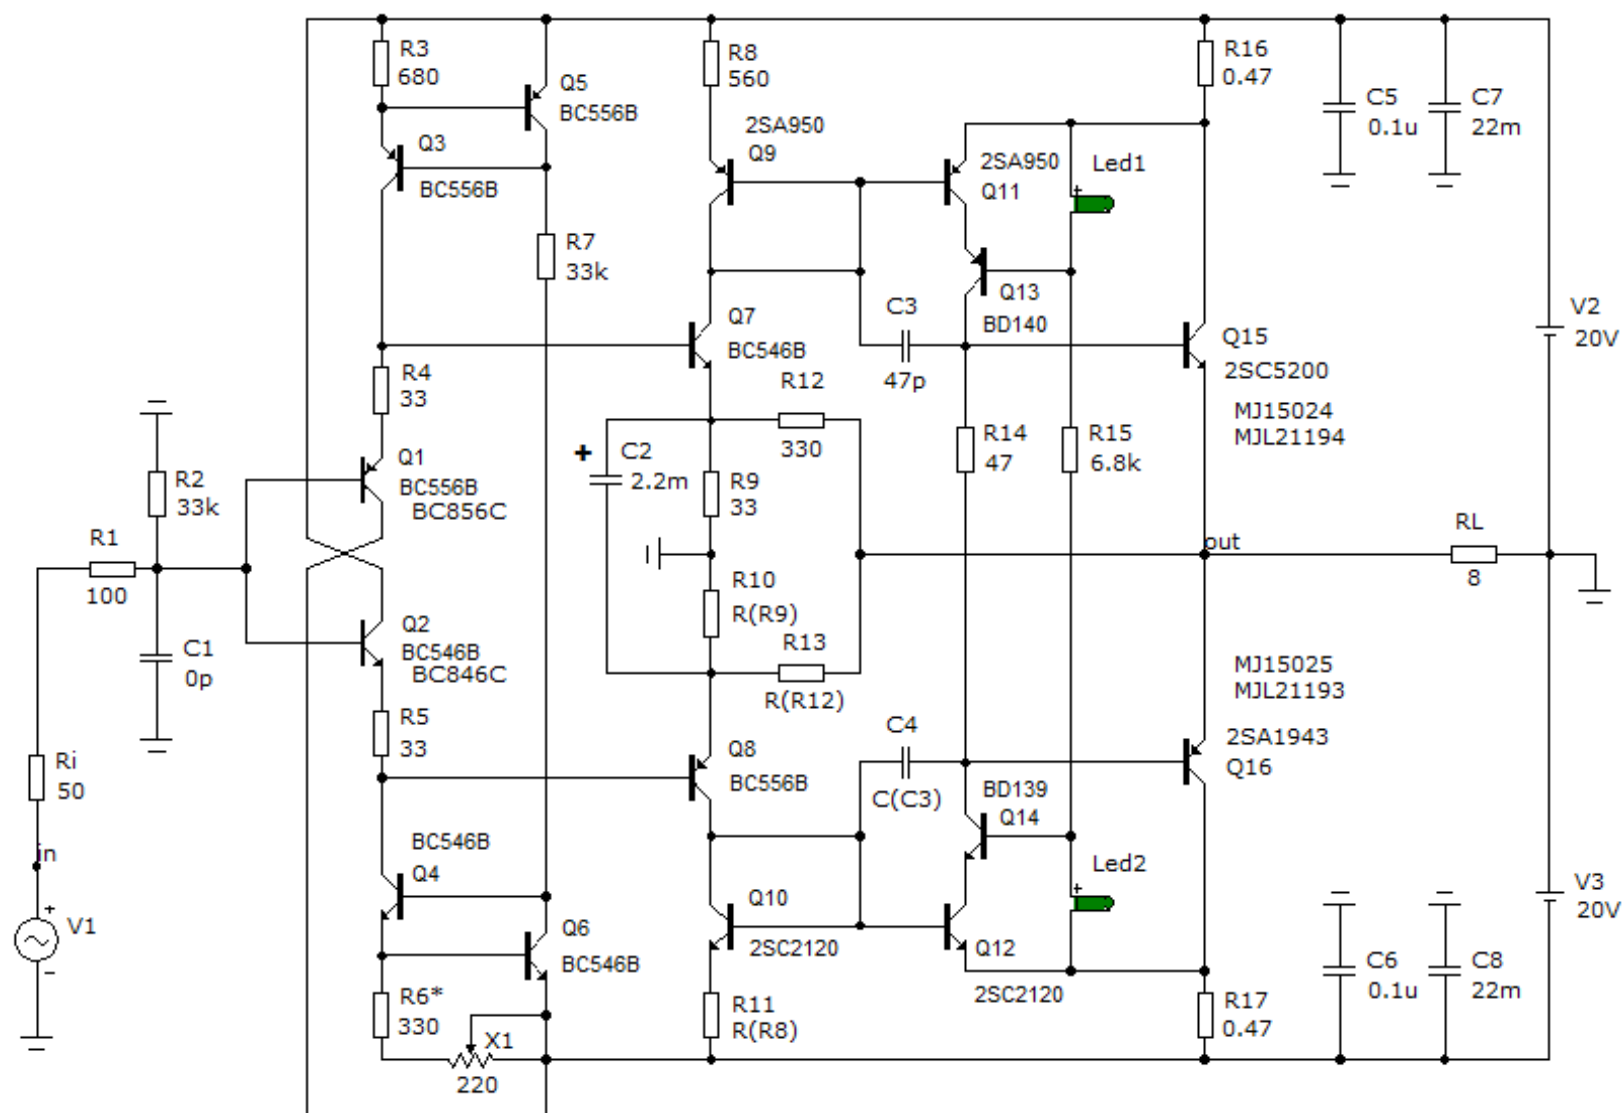 R3
680
Q5
BC556B
Q3
BC556B
R7
33k
R8
560
2SA950
Q9
2SA950
Q11
+
Led1
R16
0.47
C5
0.1u
C7
22m
Q13
BD140
C3
47p
Q7
BC546B
R12
330
Q15
2SC5200
MJ15024
MJL21194
V2
20V
R4
33
R2
33k
Q1
BC556B
BC856C
+
C2
2.2m
R9
33
R14
47
R15
6.8k
R1
100
out
RL
8
R10
R(R9)
R13
R(R12)
Q2
BC546B
BC846C
C1
0p
R5
33
MJ15025
MJL21193
2SA1943
Q16
Ri
50
Q8
BC556B
C4
C(C3)
BD139
Q14
in
BC546B
Q4
+
Led2
V1
+
-
Q10
2SC2120
Q12
2SC2120
Q6
BC546B
C6
0.1u
C8
22m
V3
20V
R6*
330
X1
220
R11
R(R8)
R17
0.47